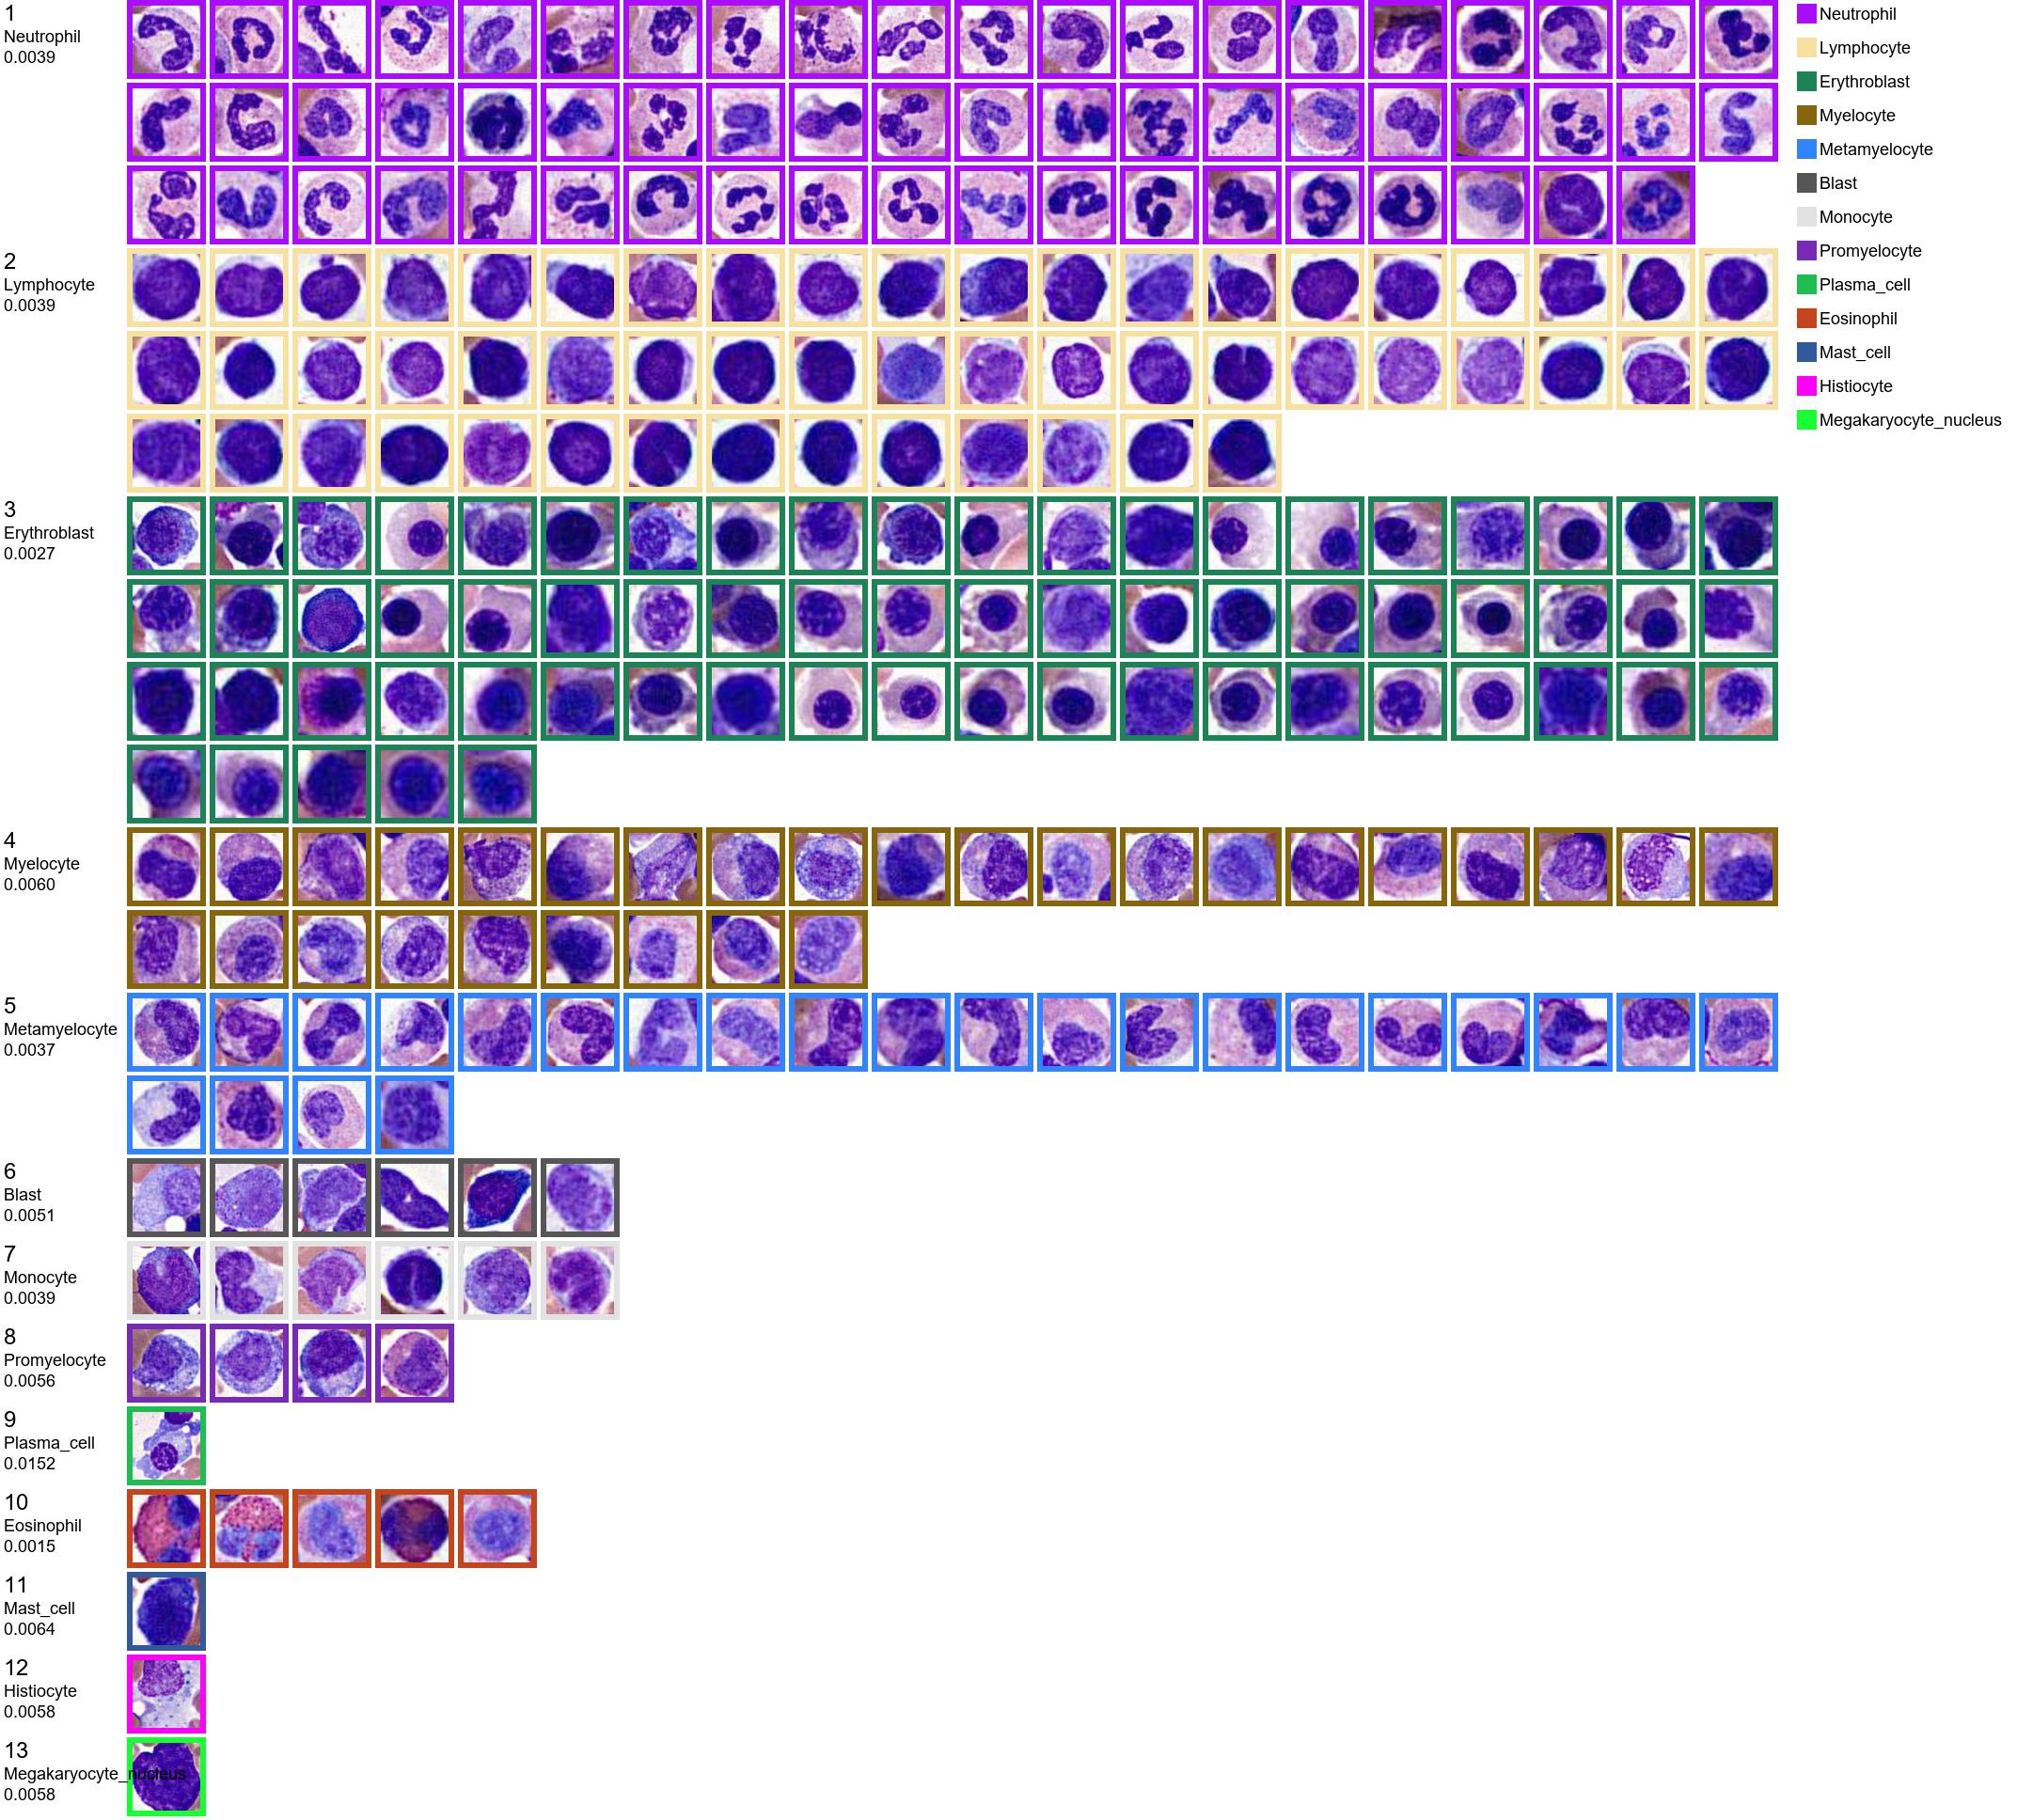 1
Neutrophil
0.0039
2
Lymphocyte
0.0039
3
Erythroblast
0.0027
4
Myelocyte
0.0060
5
Metamyelocyte
0.0037
6
Blast
0.0051
7
Monocyte
0.0039
8
Promyelocyte
0.0056
9
Plasma_cell
0.0152
10
Eosinophil
0.0015
11
Mast_cell
0.0064
12
Histiocyte
0.0058
13
Megakaryocyte_nucleus
0.0058
Neutrophil
Lymphocyte
Erythroblast
Myelocyte
Metamyelocyte
Blast
Monocyte
Promyelocyte
Plasma_cell
Eosinophil
Mast_cell
Histiocyte
Megakaryocyte_nucleus